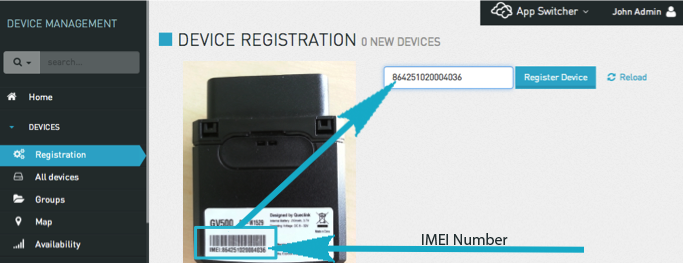 DEVICE MANAGEMENT
App Switcher
John Admin
DEVICE REGISTRATION 0 NEW DEVICES
search...
864251020004036
Register Device
Reload
Home
DEVICES
Registration
All devices
Groups
Map
Availability
Designed by Queclink
GV500
R1529
IMEI:864251020004036
IMEI Number